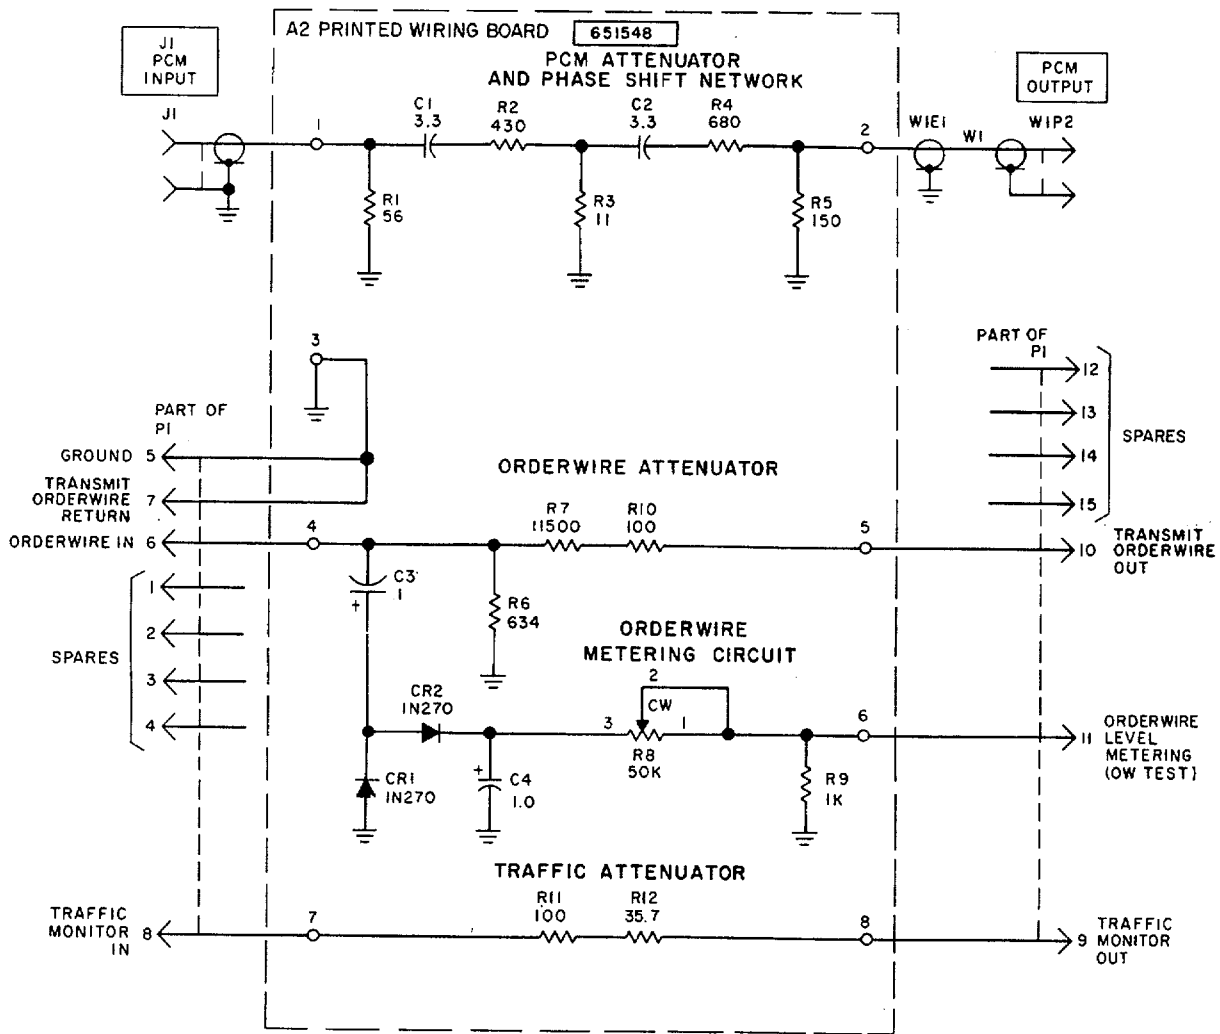 A2 PRINTED WIRING BOARD 651548
J1
PCM
INPUT
PCM ATTENUATOR
AND PHASE SHIFT NETWORK
PCM
OUTPUT
J1
1
C1
3.3
R2
430
C2
3.3
R4
680
2
W1E1
W1
W1P2
R1
56
R3
11
R5
150
3
PART OF
P1
12
13
14
15
SPARES
PART OF
P1
GROUND 5
TRANSMIT
ORDERWIRE
RETURN
7
ORDERWIRE IN 6
ORDERWIRE ATTENUATOR
4
R7
11500
R10
100
5
10
TRANSMIT
ORDERWIRE
OUT
SPARES
1
2
3
4
C3
1
+
R6
634
ORDERWIRE
METERING CIRCUIT
CR2
1N270
2
CW
3
1
R8
50K
6
11
ORDERWIRE
LEVEL
METERING
(OW TEST)
CR1
1N270
+
C4
1.0
R9
1K
TRAFFIC ATTENUATOR
TRAFFIC
MONITOR
IN
8
7
R11
100
R12
35.7
8
9
TRAFFIC
MONITOR
OUT